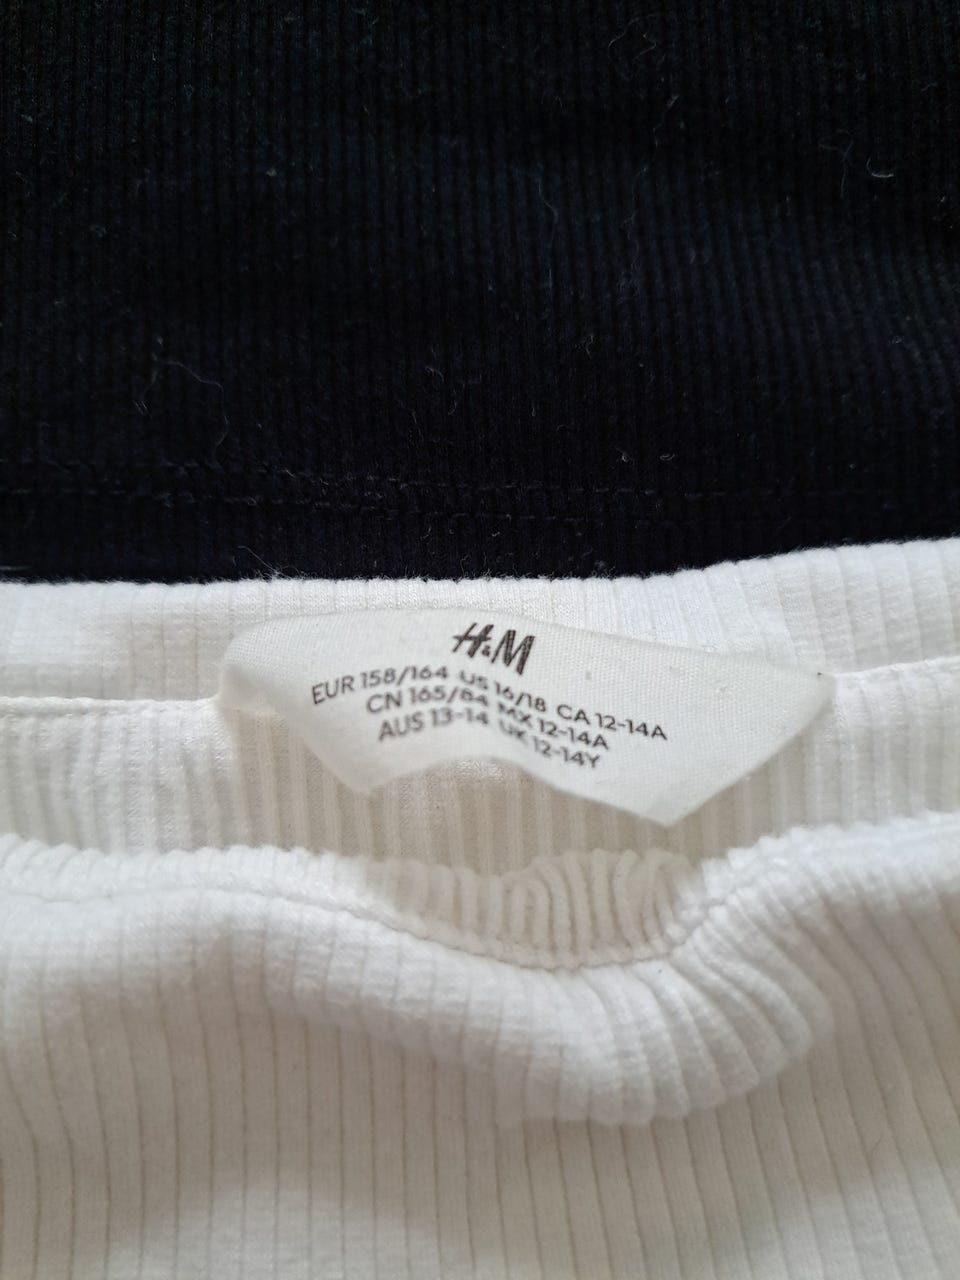 H&M
EUR 158/164 US 16/18 CA 12-14A
CN 165/84 MX 12-14A
AUS 13-14 UK 12-14Y